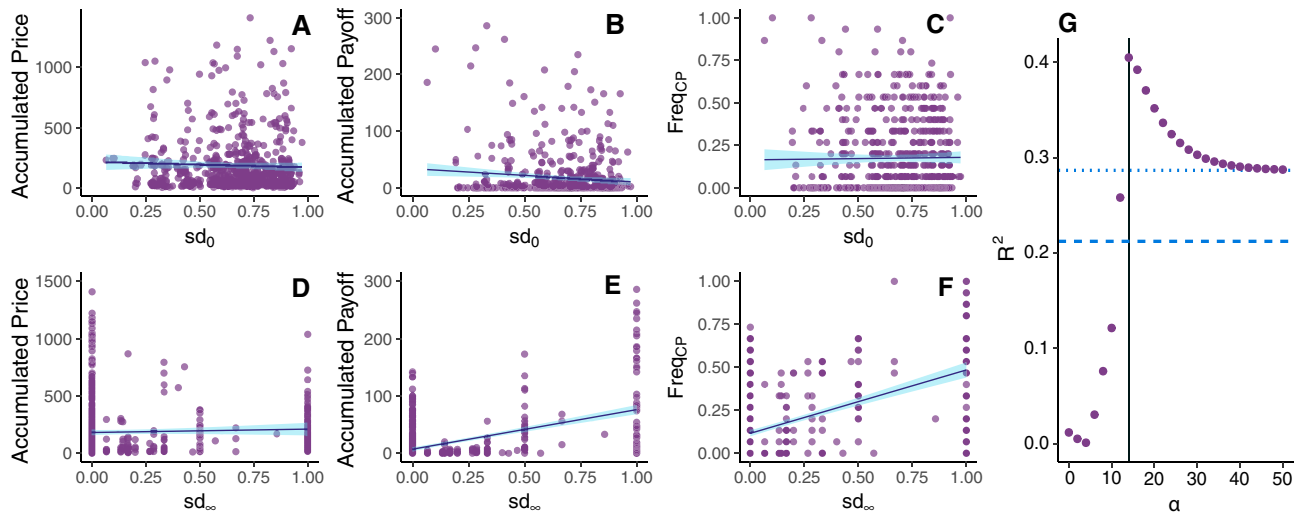 A
Accumulated Price
1000
500
0
0.00 0.25 0.50 0.75 1.00
sd₀
B
Accumulated Payoff
300
200
100
0
0.00 0.25 0.50 0.75 1.00
sd₀
C
Freq_CP
1.00
0.75
0.50
0.25
0.00
0.00 0.25 0.50 0.75 1.00
sd₀
D
Accumulated Price
1500
1000
500
0
0.00 0.25 0.50 0.75 1.00
sd∞
E
Accumulated Payoff
300
200
100
0
0.00 0.25 0.50 0.75 1.00
sd∞
F
Freq_CP
1.00
0.75
0.50
0.25
0.00
0.00 0.25 0.50 0.75 1.00
sd∞
G
R²
0.4
0.3
0.2
0.1
0.0
0 10 20 30 40 50
α